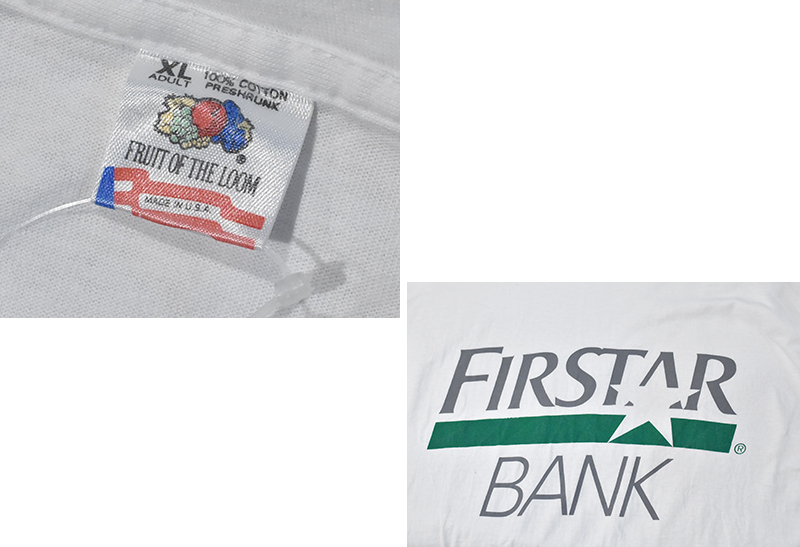 XL 100% COTTON
ADULT PRESHRUNK
®
FRUIT OF THE LOOM
MADE IN U.S.A.
FIRSTAR
®
BANK